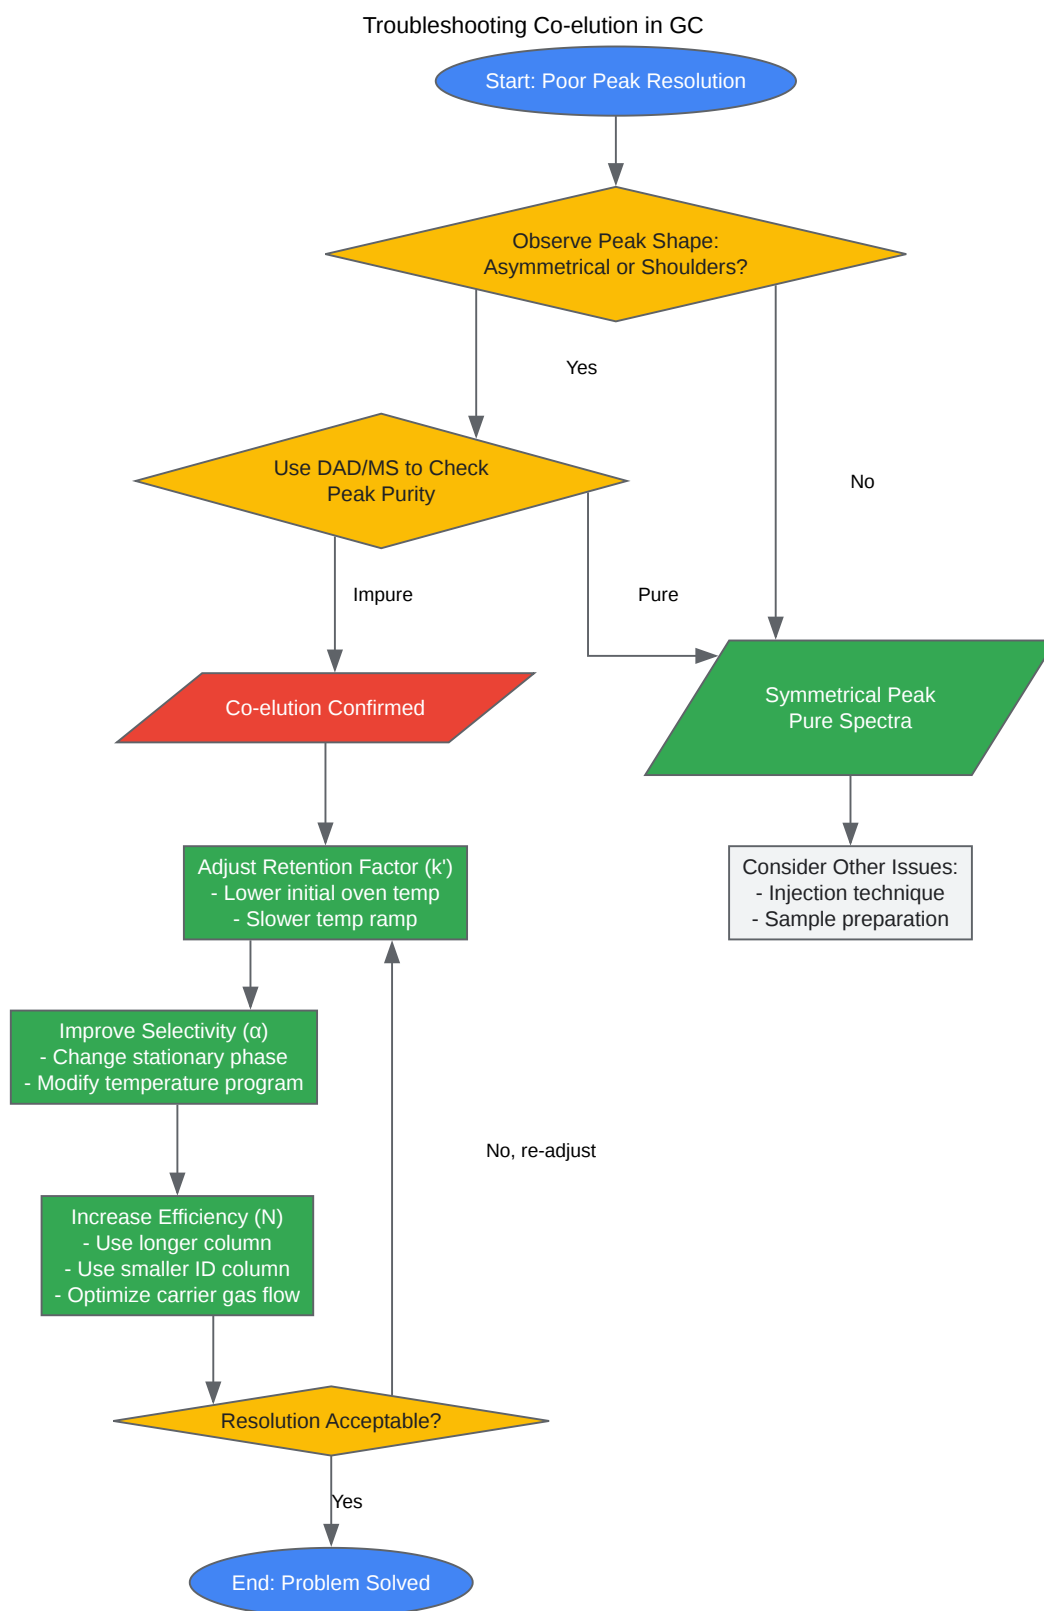 Troubleshooting Co-elution in GC
Start: Poor Peak Resolution
Observe Peak Shape:
Asymmetrical or Shoulders?
Yes
No
Use DAD/MS to Check
Peak Purity
Impure
Pure
Co-elution Confirmed
Symmetrical Peak
Pure Spectra
Adjust Retention Factor (k')
- Lower initial oven temp
- Slower temp ramp
Consider Other Issues:
- Injection technique
- Sample preparation
Improve Selectivity (α)
- Change stationary phase
- Modify temperature program
No, re-adjust
Increase Efficiency (N)
- Use longer column
- Use smaller ID column
- Optimize carrier gas flow
Resolution Acceptable?
Yes
End: Problem Solved